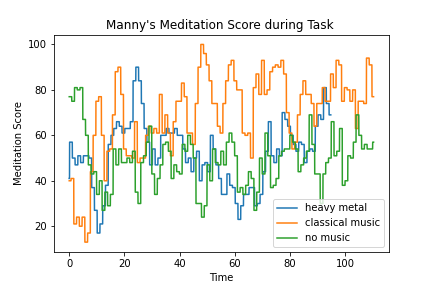 Manny's Meditation Score during Task
Meditation Score
100
80
60
40
20
0
20
40
60
80
100
Time
heavy metal
classical music
no music